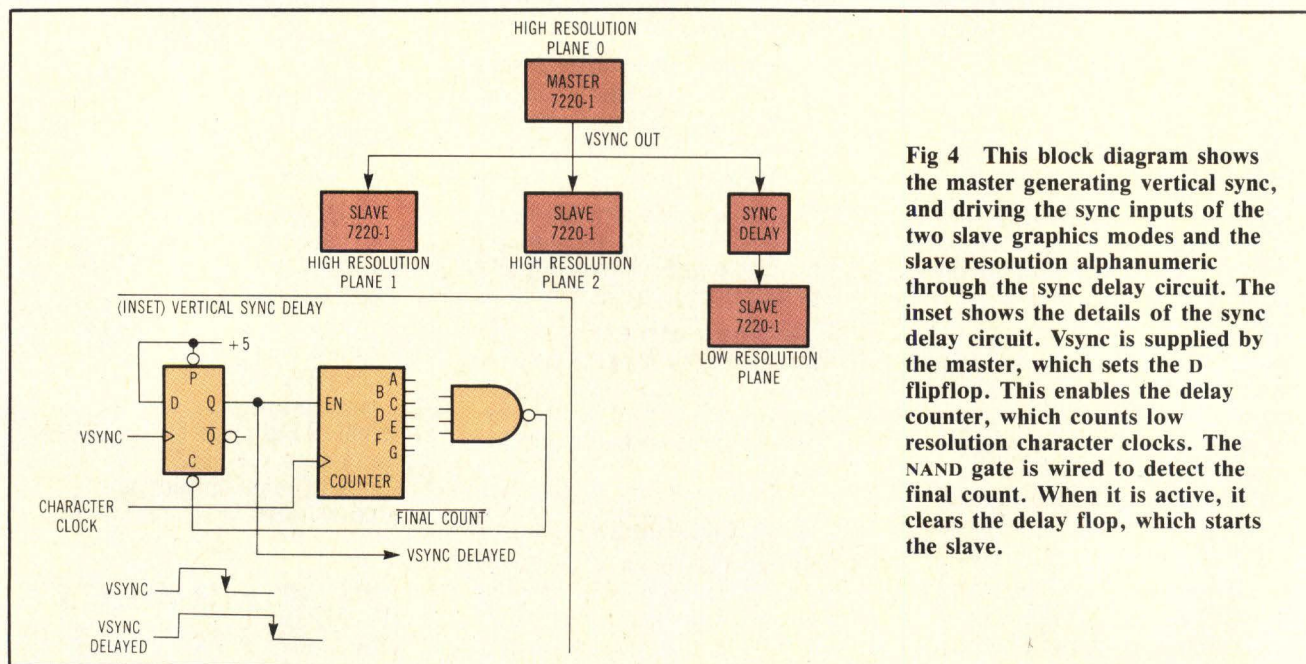 HIGH RESOLUTION
PLANE 0
MASTER
7220-1
VSYNC OUT
SLAVE
7220-1
HIGH RESOLUTION
PLANE 1
SLAVE
7220-1
HIGH RESOLUTION
PLANE 2
SYNC
DELAY
SLAVE
7220-1
LOW RESOLUTION
PLANE
(INSET) VERTICAL SYNC DELAY
+5
P
D Q
VSYNC
Q̅
C
EN
A
B
C
D
E
F
G
COUNTER
CHARACTER
CLOCK
F̅I̅N̅A̅L̅ ̅C̅O̅U̅N̅T̅
VSYNC DELAYED
VSYNC
VSYNC
DELAYED
Fig 4 This block diagram shows
the master generating vertical sync,
and driving the sync inputs of the
two slave graphics modes and the
slave resolution alphanumeric
through the sync delay circuit. The
inset shows the details of the sync
delay circuit. Vsync is supplied by
the master, which sets the D
flipflop. This enables the delay
counter, which counts low
resolution character clocks. The
NAND gate is wired to detect the
final count. When it is active, it
clears the delay flop, which starts
the slave.